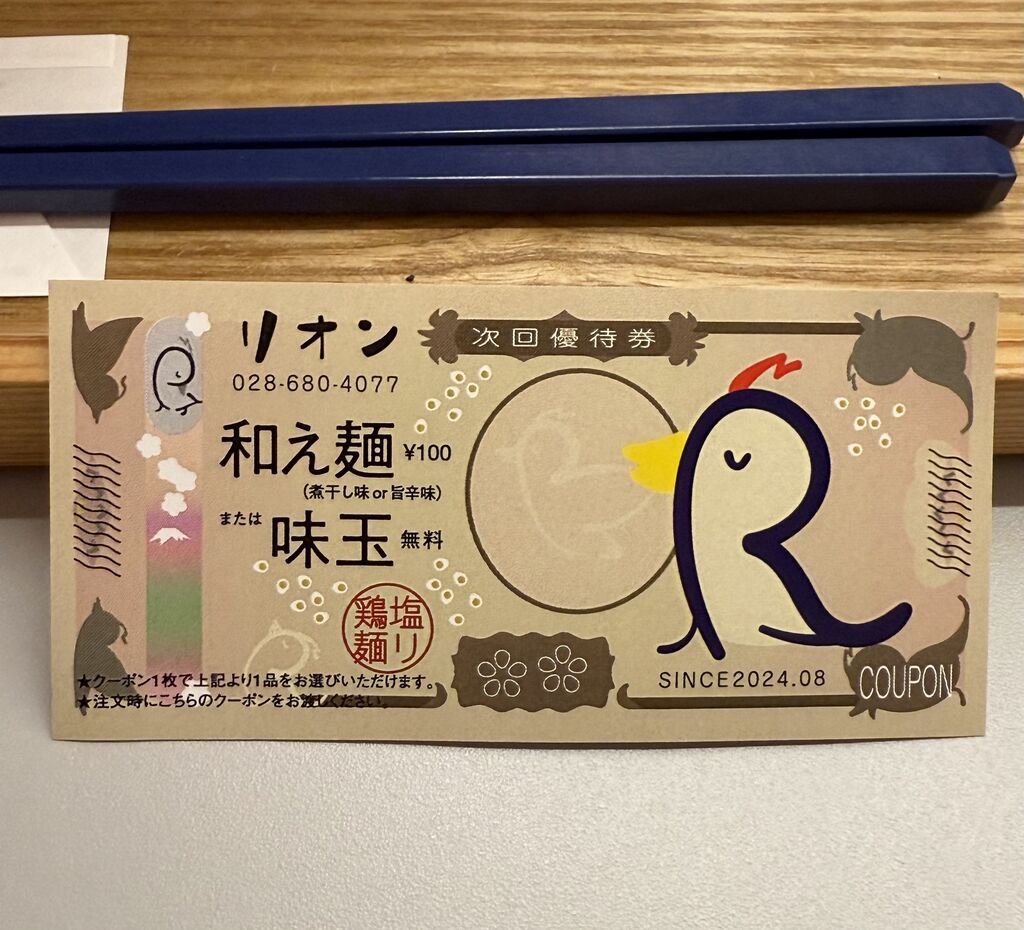 リオン
028-680-4077
次回優待券
和え麺 ¥100
(煮干し味or旨辛味)
または 味玉 無料
塩リ
鶏麺
SINCE2024.08
COUPON
★クーポン1枚で上記より1品をお選びいただけます。
★注文時にこちらのクーポンをお渡しください。